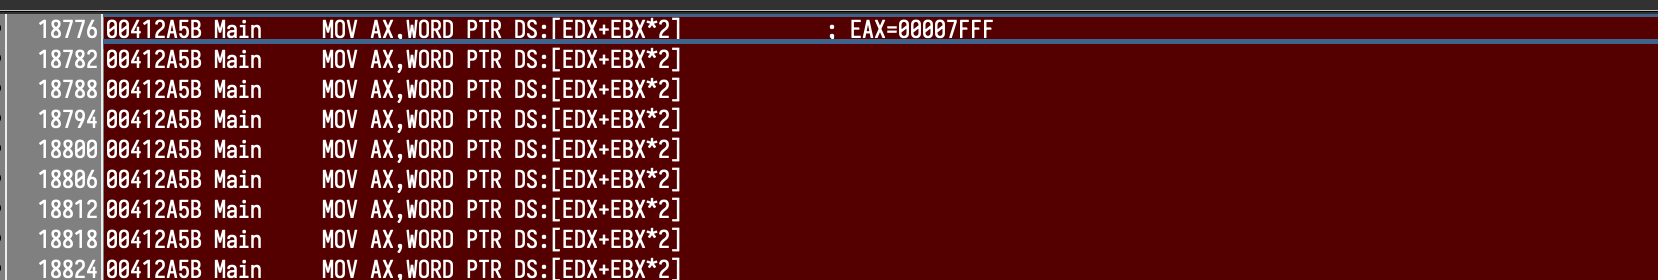 18776 00412A5B Main MOV AX,WORD PTR DS:[EDX+EBX*2] ; EAX=00007FFF
18782 00412A5B Main MOV AX,WORD PTR DS:[EDX+EBX*2]
18788 00412A5B Main MOV AX,WORD PTR DS:[EDX+EBX*2]
18794 00412A5B Main MOV AX,WORD PTR DS:[EDX+EBX*2]
18800 00412A5B Main MOV AX,WORD PTR DS:[EDX+EBX*2]
18806 00412A5B Main MOV AX,WORD PTR DS:[EDX+EBX*2]
18812 00412A5B Main MOV AX,WORD PTR DS:[EDX+EBX*2]
18818 00412A5B Main MOV AX,WORD PTR DS:[EDX+EBX*2]
18824 00412A5B Main MOV AX,WORD PTR DS:[EDX+EBX*2]